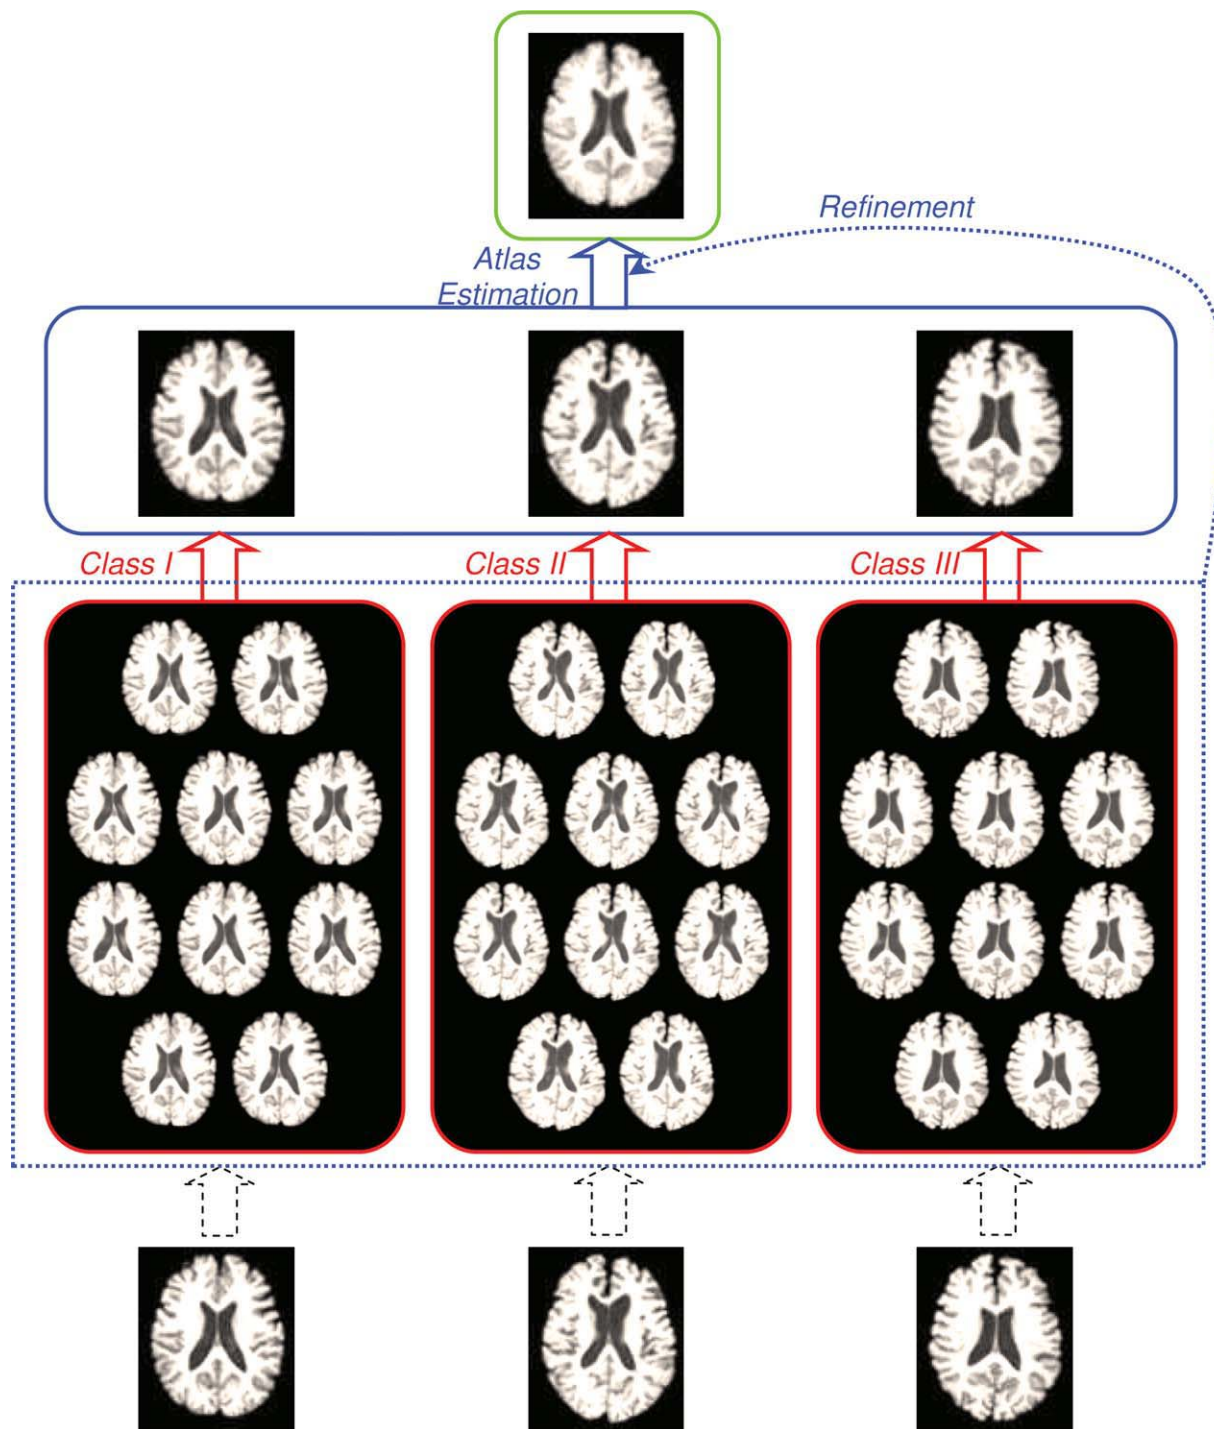 Refinement
Atlas
Estimation
Class I
Class II
Class III